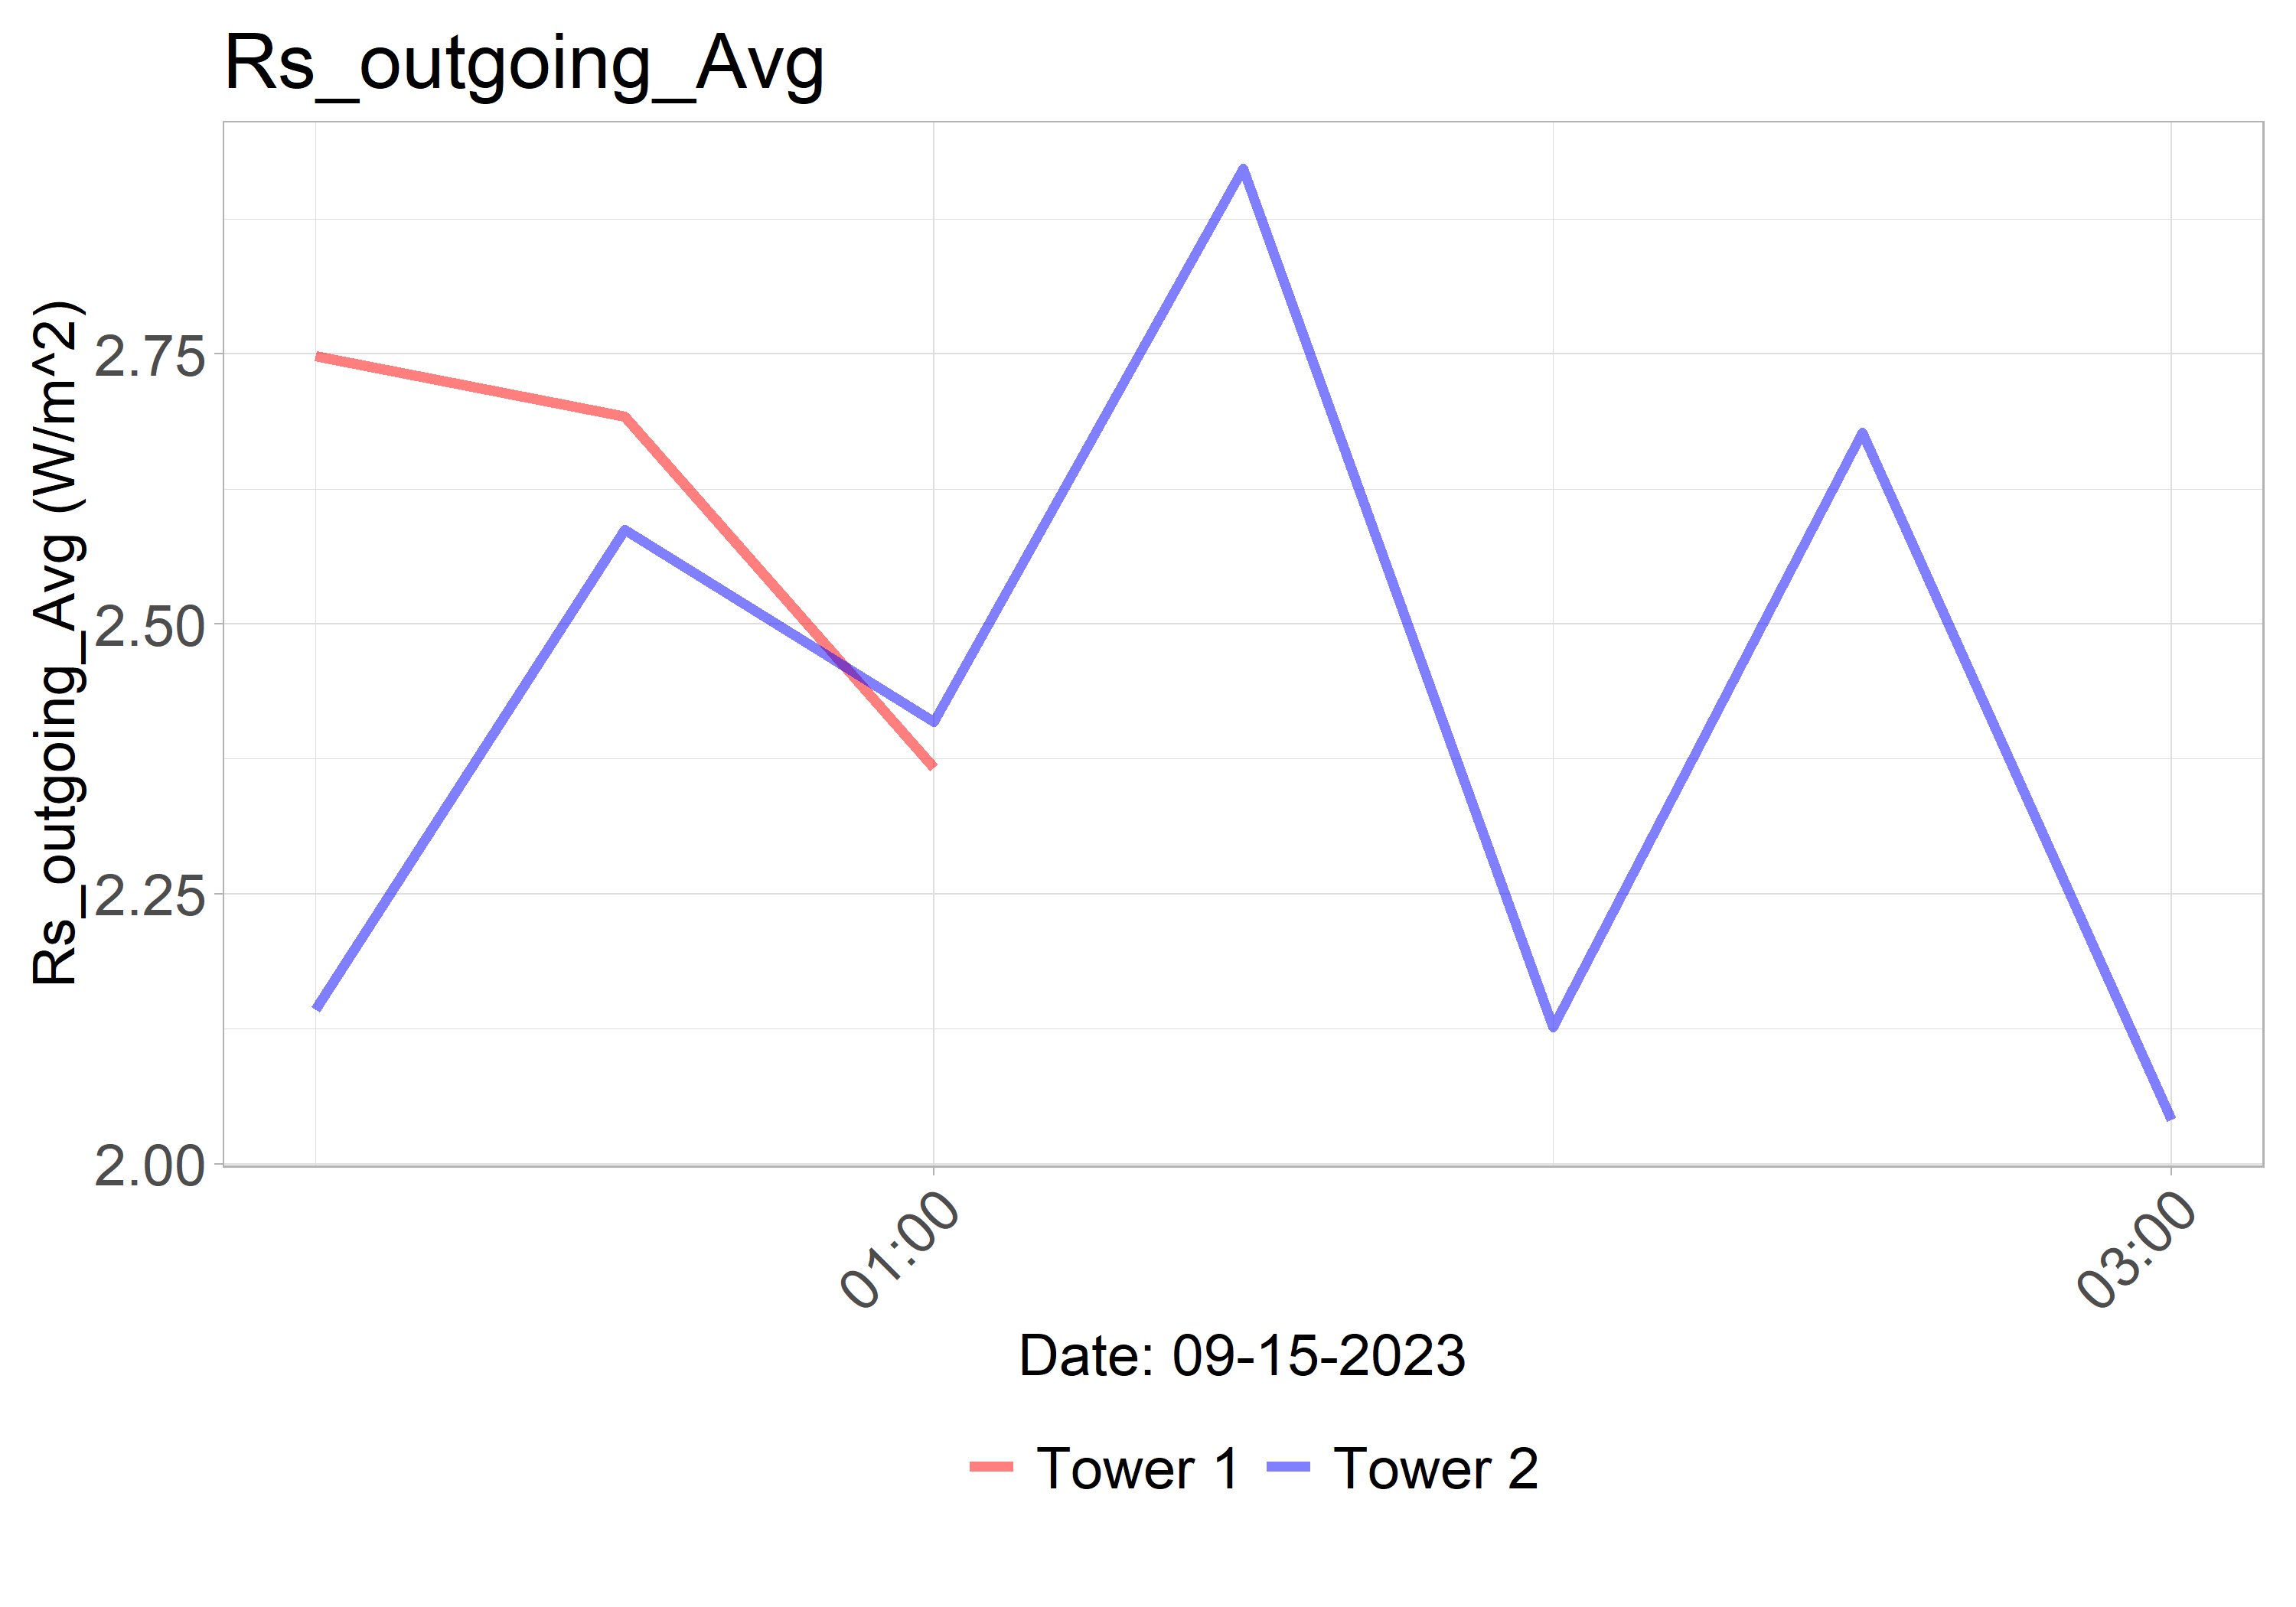 Rs_outgoing_Avg
Rs_outgoing_Avg (W/m^2)
2.75
2.50
2.25
2.00
01:00
03:00
Date: 09-15-2023
Tower 1 Tower 2